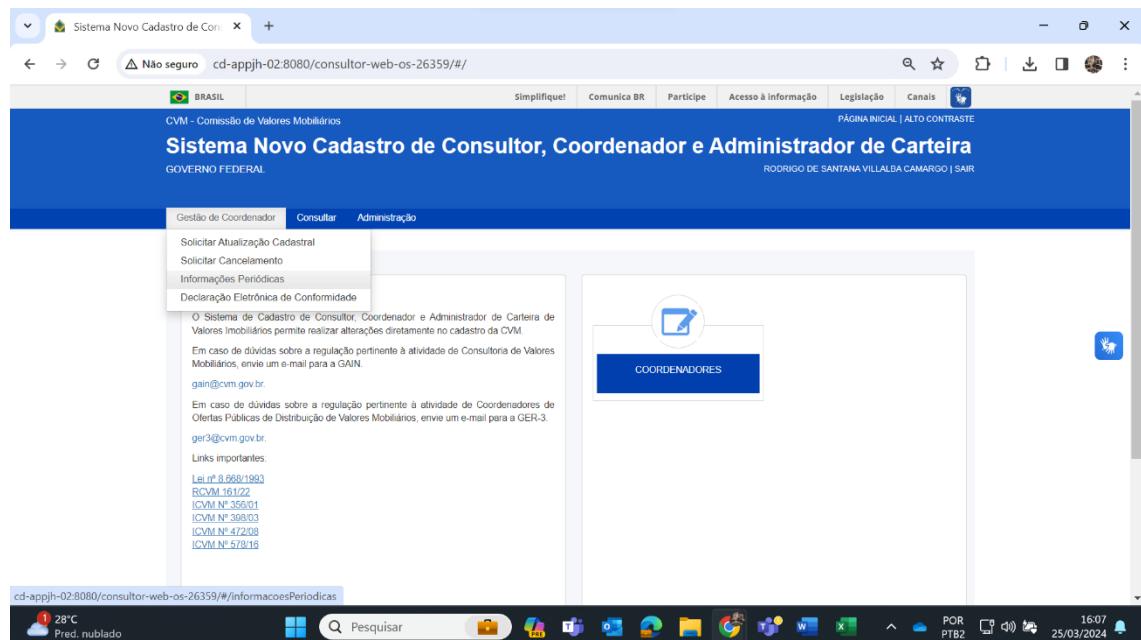 Sistema Novo Cadastro de Con
Não seguro cd-appjh-02:8080/consultor-web-os-26359/#/
BRASIL Simplifique! Comunica BR Participe Acesso à informação Legislação Canais
CVM - Comissão de Valores Mobiliários PÁGINA INICIAL | ALTO CONTRASTE
Sistema Novo Cadastro de Consultor, Coordenador e Administrador de Carteira
GOVERNO FEDERAL RODRIGO DE SANTANA VILLALBA CAMARGO | SAIR
Gestão de Coordenador Consultar Administração
Solicitar Atualização Cadastral
Solicitar Cancelamento
Informações Periódicas
Declaração Eletrônica de Conformidade
O Sistema de Cadastro de Consultor, Coordenador e Administrador de Carteira de
Valores Imobiliários permite realizar alterações diretamente no cadastro da CVM.
Em caso de dúvidas sobre a regulação pertinente à atividade de Consultoria de Valores
Mobiliários, envie um e-mail para a GAIN.
gain@cvm.gov.br.
Em caso de dúvidas sobre a regulação pertinente à atividade de Coordenadores de
Ofertas Públicas de Distribuição de Valores Mobiliários, envie um e-mail para a GER-3.
ger3@cvm.gov.br.
Links importantes:
Lei nº 8.668/1993
RCVM 161/22
ICVM Nº 356/01
ICVM Nº 398/03
ICVM Nº 472/08
ICVM Nº 578/16
COORDENADORES
cd-appjh-02:8080/consultor-web-os-26359/#/informacoesPeriodicas
1 28°C
Pred. nublado
Pesquisar
PRE
POR
PTB2
16:07
25/03/2024